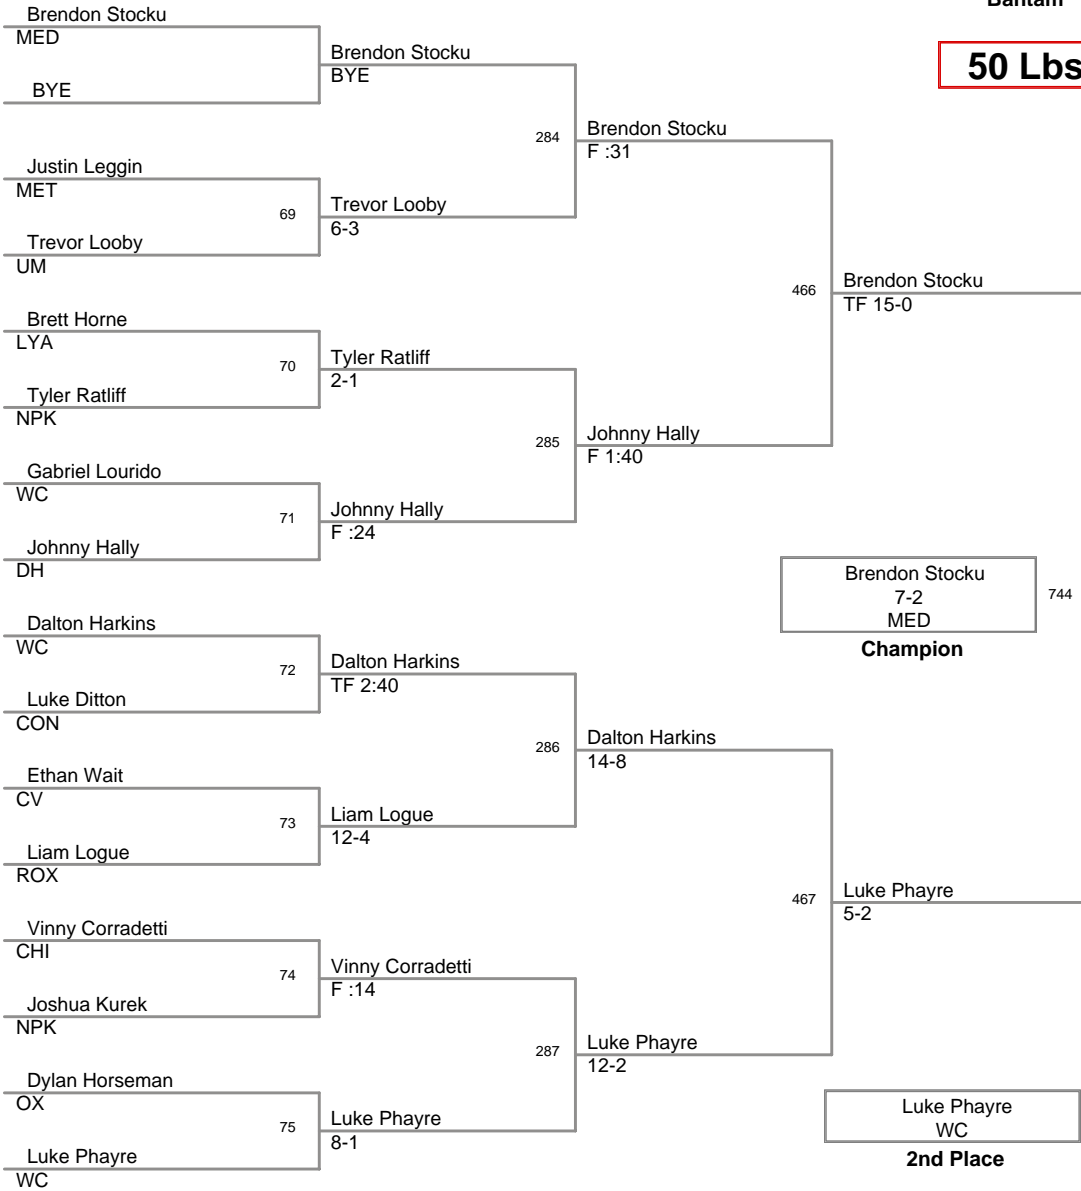 Bantam
50 Lbs
Brendon Stocku
MED
BYE
Justin Leggin
MET
69
Trevor Looby
UM
Brett Horne
LYA
70
Tyler Ratliff
NPK
Gabriel Lourido
WC
71
Johnny Hally
DH
Dalton Harkins
WC
72
Luke Ditton
CON
Ethan Wait
CV
73
Liam Logue
ROX
Vinny Corradetti
CHI
74
Joshua Kurek
NPK
Dylan Horseman
OX
75
Luke Phayre
WC
Brendon Stocku
BYE
284
Trevor Looby
6-3
Tyler Ratliff
2-1
285
Johnny Hally
F :24
Dalton Harkins
TF 2:40
286
Liam Logue
12-4
Vinny Corradetti
F :14
287
Luke Phayre
8-1
Brendon Stocku
F :31
466
Johnny Hally
F 1:40
Dalton Harkins
14-8
467
Luke Phayre
12-2
Brendon Stocku
TF 15-0
Luke Phayre
5-2
Brendon Stocku
7-2
MED
744
Champion
Luke Phayre
WC
2nd Place